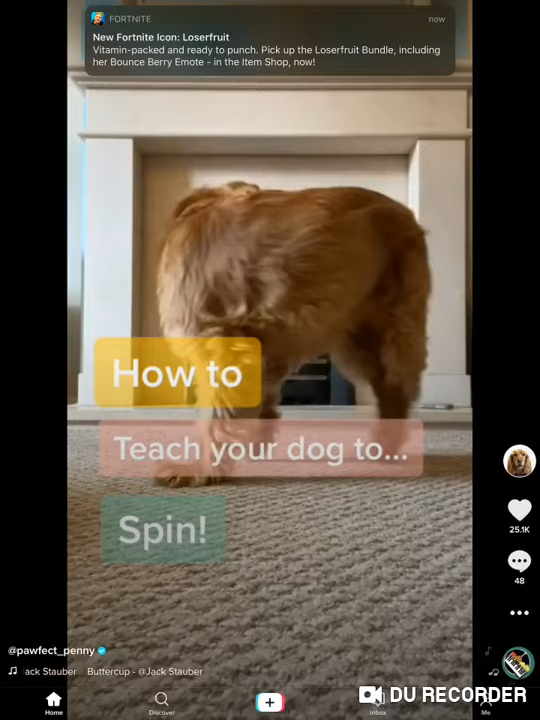 FORTNITE
now
New Fortnite Icon: Loserfruit
Vitamin-packed and ready to punch. Pick up the Loserfruit Bundle, including
her Bounce Berry Emote - in the Item Shop, now!
How to
Teach your dog to...
Spin!
25.1K
48
@pawfect_penny
ack Stauber Buttercup - @Jack Stauber
DU RECORDER
Home
Discover
Inbox
Me